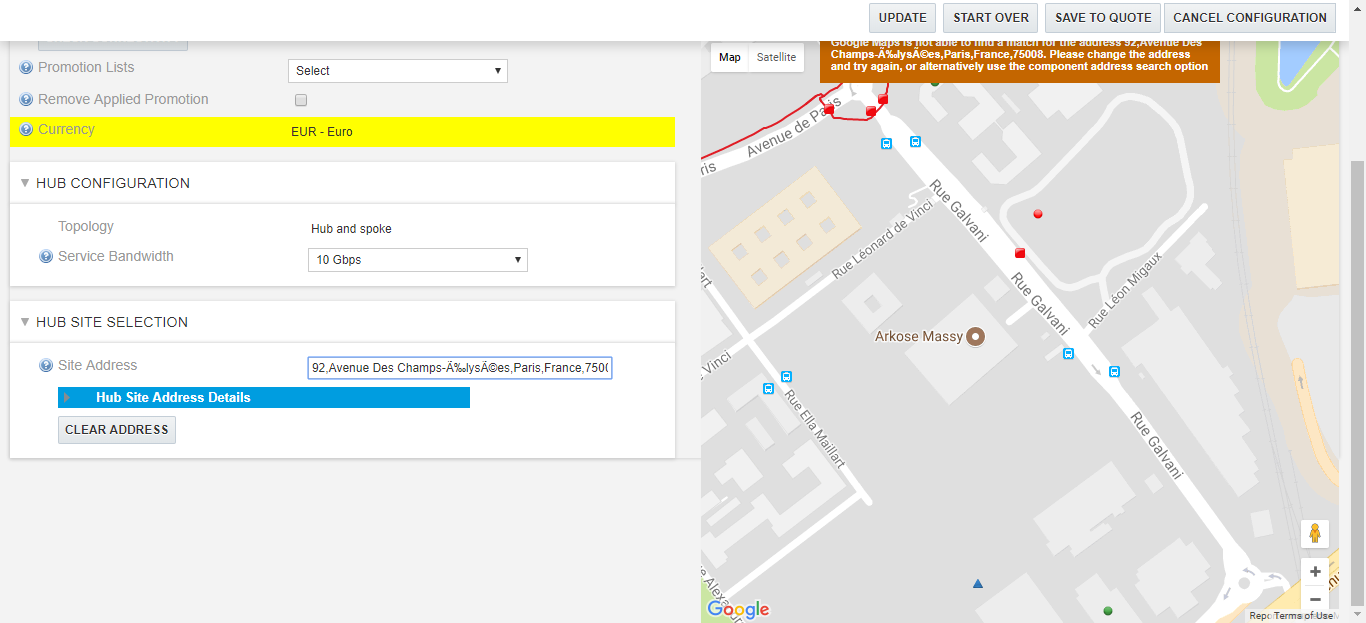 UPDATE
START OVER
SAVE TO QUOTE
CANCEL CONFIGURATION
Promotion Lists
Select
Remove Applied Promotion
Currency
EUR - Euro
HUB CONFIGURATION
Topology
Hub and spoke
Service Bandwidth
10 Gbps
HUB SITE SELECTION
Site Address
92,Avenue Des Champs-Ä‰lysÃ©es,Paris,France,7500
Hub Site Address Details
CLEAR ADDRESS
Map
Satellite
Google Maps is not able to find a match for the address 92,Avenue Des
Champs-Ä‰lysÃ©es,Paris,France,75008. Please change the address
and try again, or alternatively use the component address search option
Avenue de Paris
ris
Rue Galvani
Rue Léonard de Vinci
Rue Galvani
Rue Léon Migaux
Arkose Massy
Vinci
Rue Ella Maillart
Rue Galvani
Google
Terms of Use